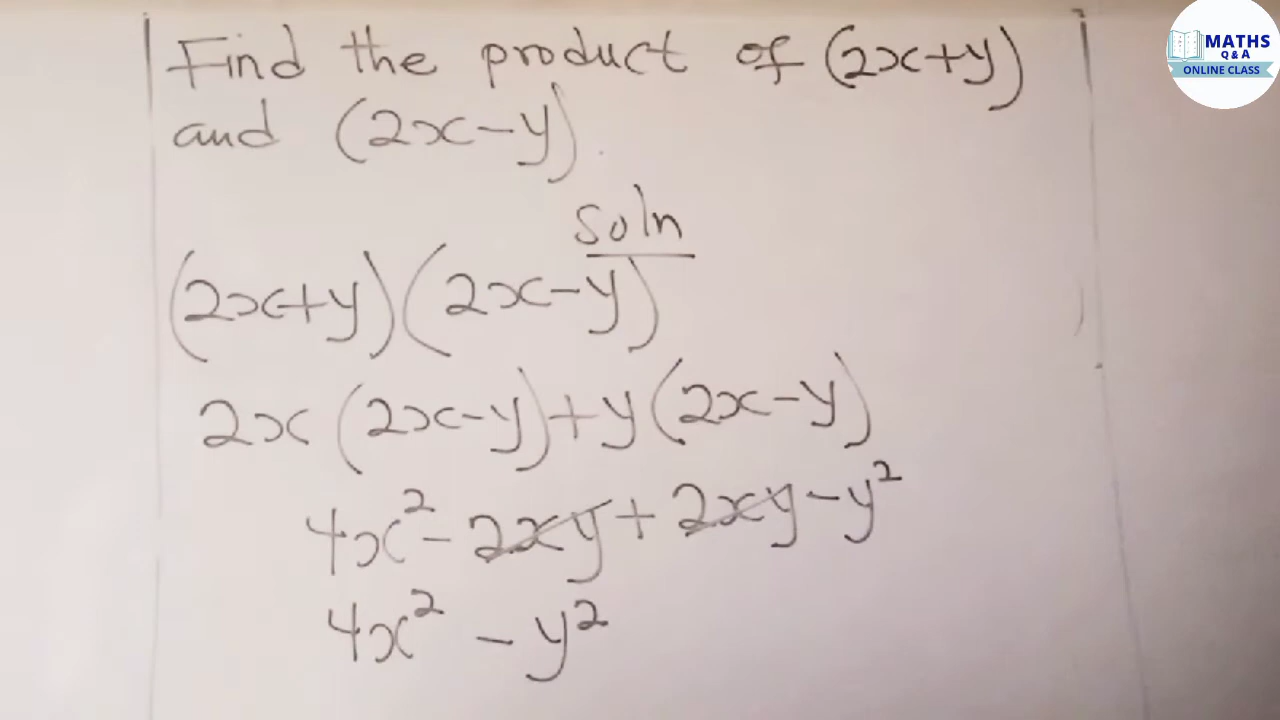 Find the product of (2x+y)
and (2x-y).
soln
(2x+y)(2x-y)
2x(2x-y)+y(2x-y)
4x²-2xy+2xy-y²
4x²-y²
MATHS
Q & A
ONLINE CLASS